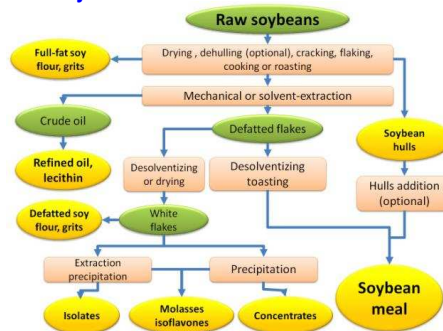 Raw soybeans
Full-fat soy
flour, grits
Drying , dehulling (optional), cracking, flaking,
cooking or roasting
Mechanical or solvent-extraction
Crude oil
Defatted flakes
Soybean
hulls
Refined oil,
lecithin
Desolventizing
or drying
Desolventizing
toasting
Hulls addition
(optional)
Defatted soy
flour, grits
White
flakes
Extraction
precipitation
Precipitation
Soybean
meal
Isolates
Molasses
isoflavones
Concentrates